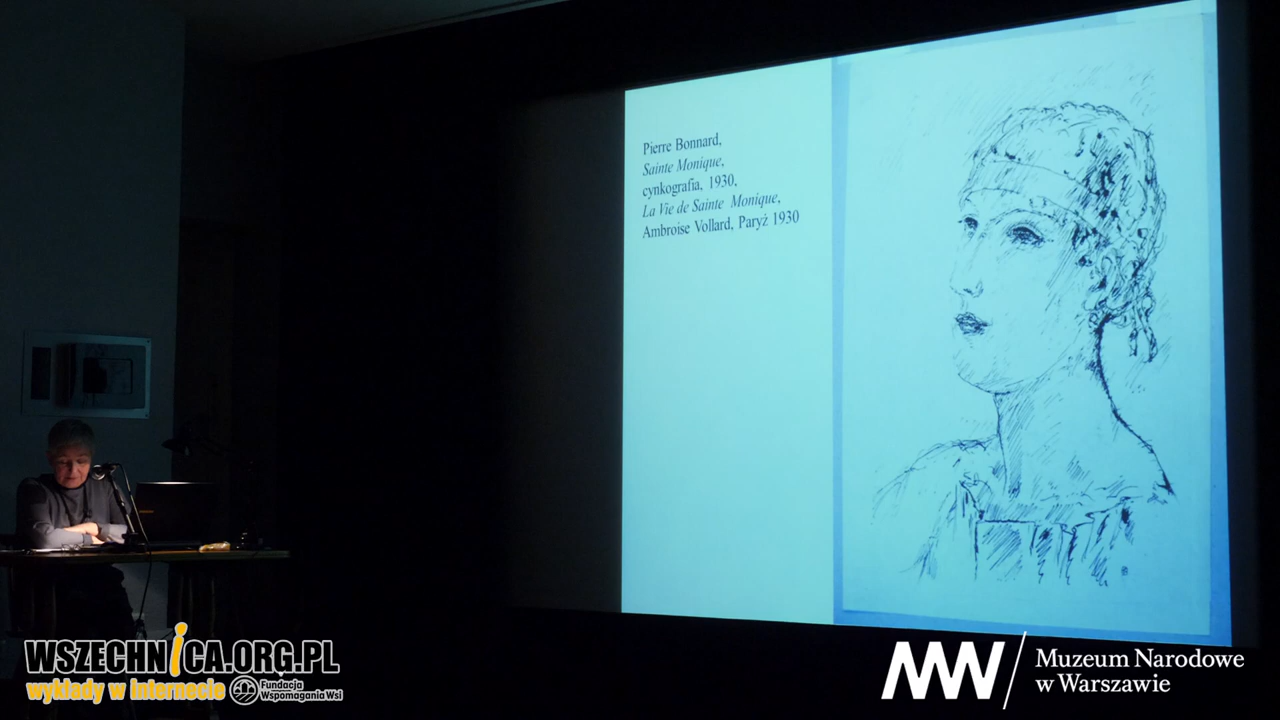 Pierre Bonnard,
Sainte Monique,
cynkografia, 1930,
La Vie de Sainte Monique,
Ambroise Vollard, Paryż 1930
WSZECHNICA.ORG.PL
wykłady w internecie
Fundacja
Wspomagania Wsi
Muzeum Narodowe
w Warszawie